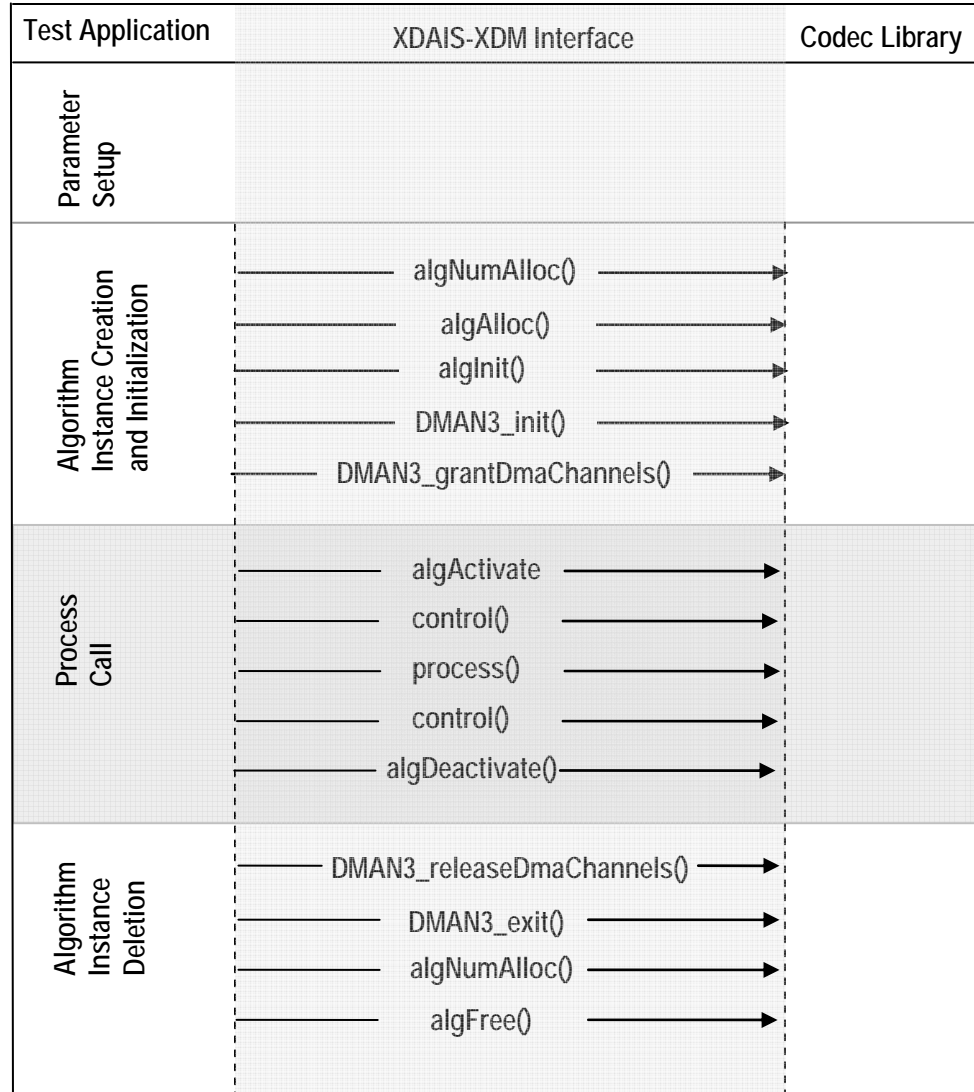 Test Application
XDAIS-XDM Interface
Codec Library
Parameter
Setup
Algorithm
Instance Creation
and Initialization
algNumAlloc()
algAlloc()
algInit()
DMAN3_init()
DMAN3_grantDmaChannels()
Process
Call
algActivate
control()
process()
control()
algDeactivate()
Algorithm
Instance
Deletion
DMAN3_releaseDmaChannels()
DMAN3_exit()
algNumAlloc()
algFree()